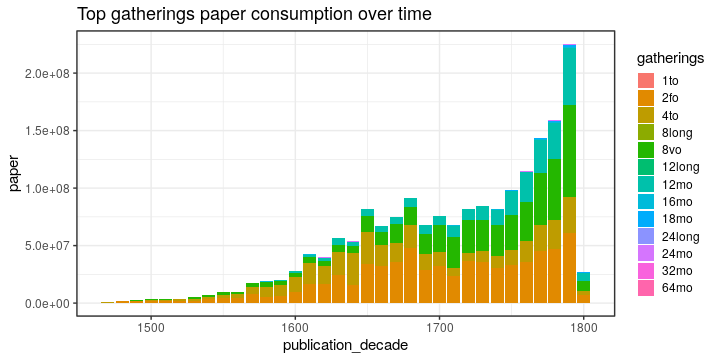 Top gatherings paper consumption over time
paper
2.0e+08
1.5e+08
1.0e+08
5.0e+07
0.0e+00
1500
1600
1700
1800
publication_decade
gatherings
1to
2fo
4to
8long
8vo
12long
12mo
16mo
18mo
24long
24mo
32mo
64mo